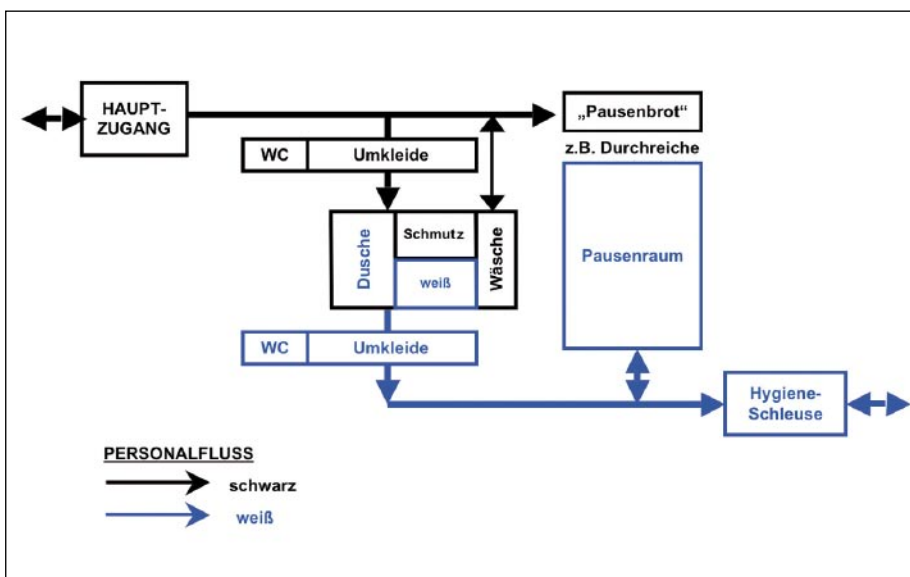 HAUPT-
ZUGANG
„Pausenbrot“
z.B. Durchreiche
WC
Umkleide
Dusche
Schmutz
weiß
Wäsche
Pausenraum
WC
Umkleide
Hygiene-
Schleuse
PERSONALFLUSS
schwarz
weiß